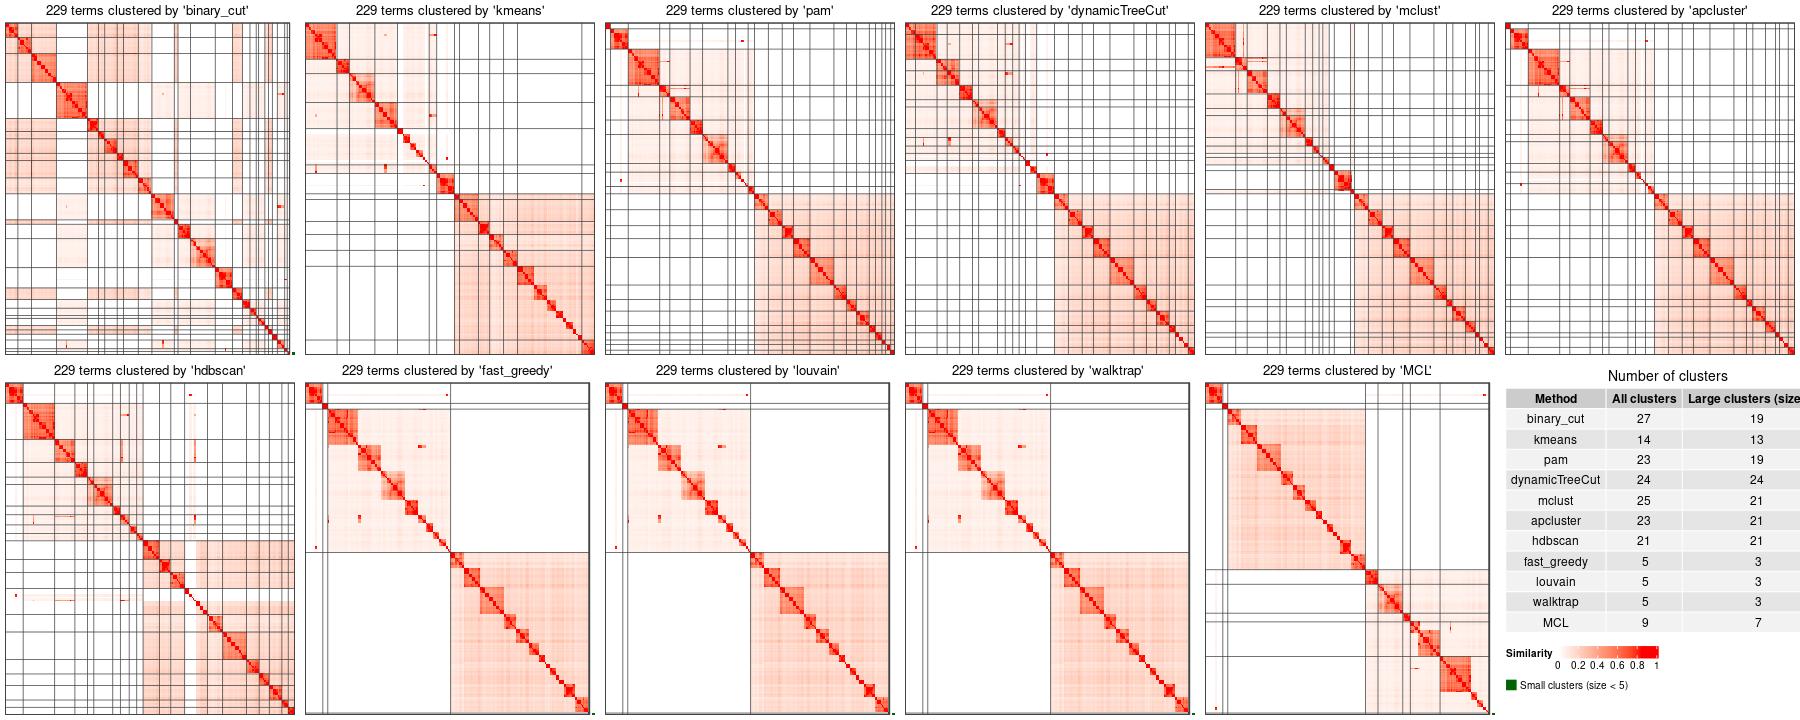 229 terms clustered by 'binary_cut'
229 terms clustered by 'kmeans'
229 terms clustered by 'pam'
229 terms clustered by 'dynamicTreeCut'
229 terms clustered by 'mclust'
229 terms clustered by 'apcluster'
229 terms clustered by 'hdbscan'
229 terms clustered by 'fast_greedy'
229 terms clustered by 'louvain'
229 terms clustered by 'walktrap'
229 terms clustered by 'MCL'
Number of clusters
Method All clusters Large clusters (size
binary_cut 27 19
kmeans 14 13
pam 23 19
dynamicTreeCut 24 24
mclust 25 21
apcluster 23 21
hdbscan 21 21
fast_greedy 5 3
louvain 5 3
walktrap 5 3
MCL 9 7
Similarity
0 0.2 0.4 0.6 0.8 1
Small clusters (size < 5)